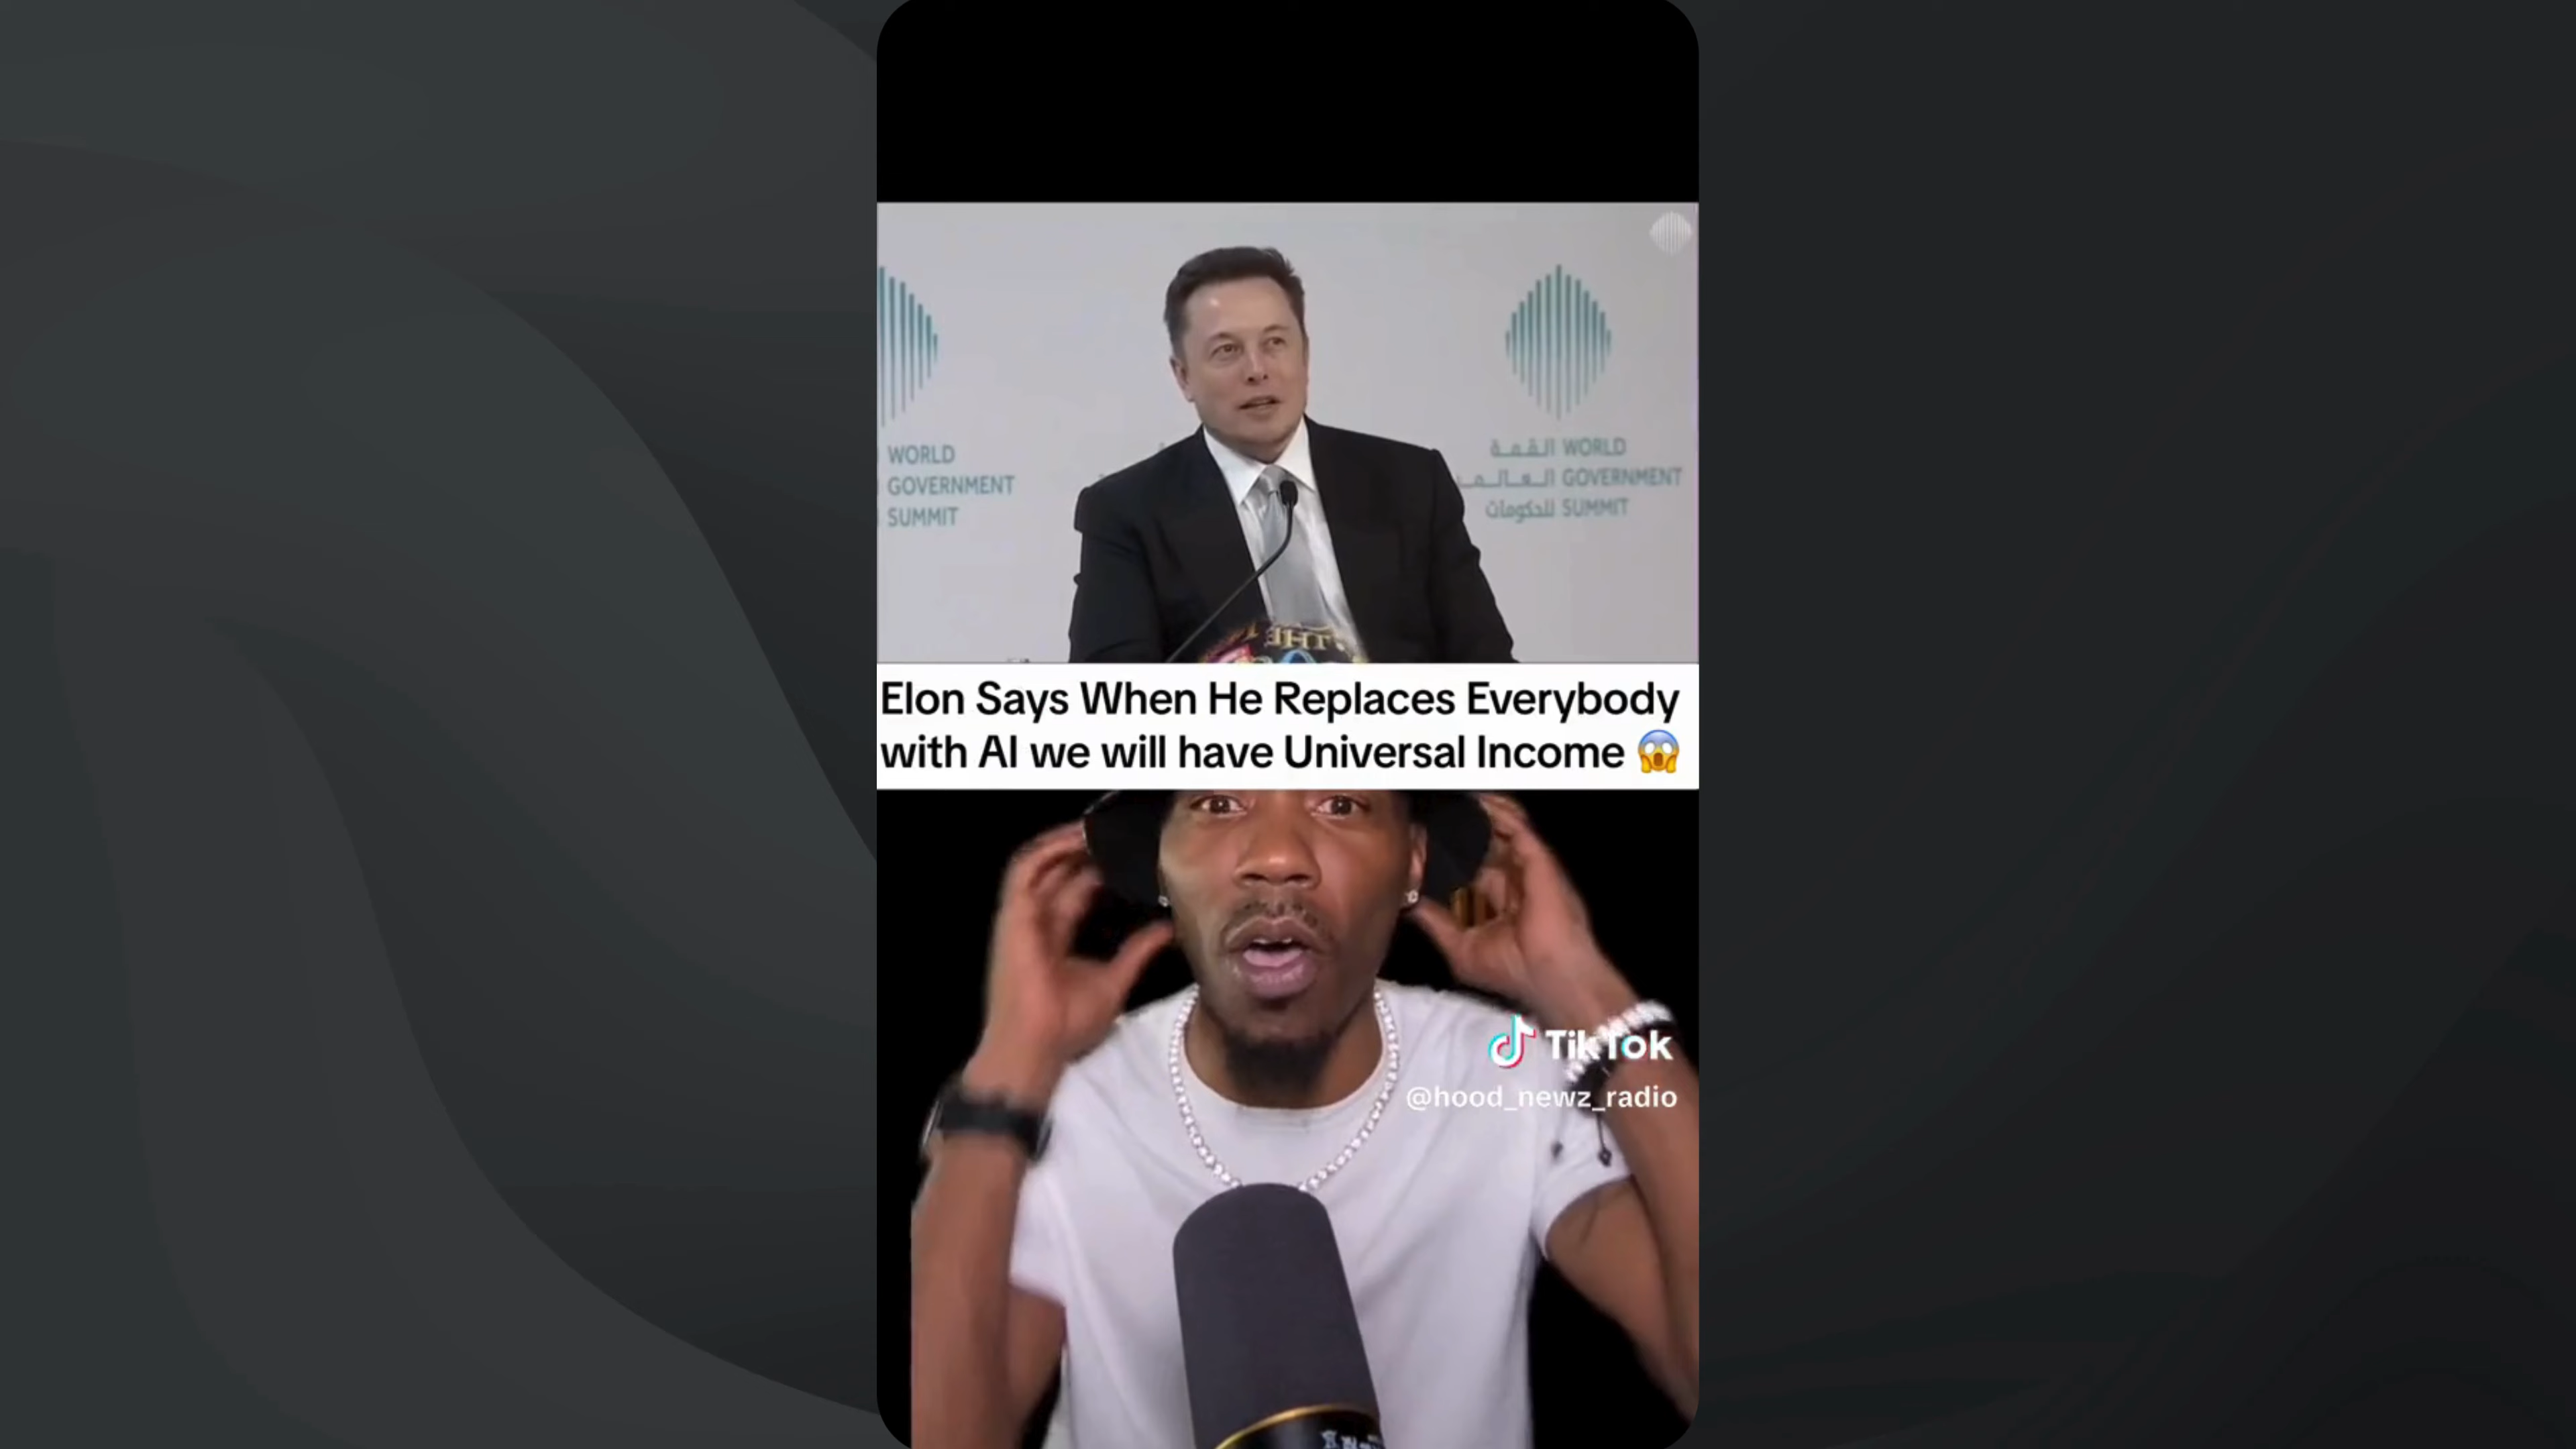 WORLD
GOVERNMENT
SUMMIT
القمة WORLD
العالمية GOVERNMENT
للحكومات SUMMIT
Elon Says When He Replaces Everybody
with AI we will have Universal Income 😱
TikTok
@hood_newz_radio